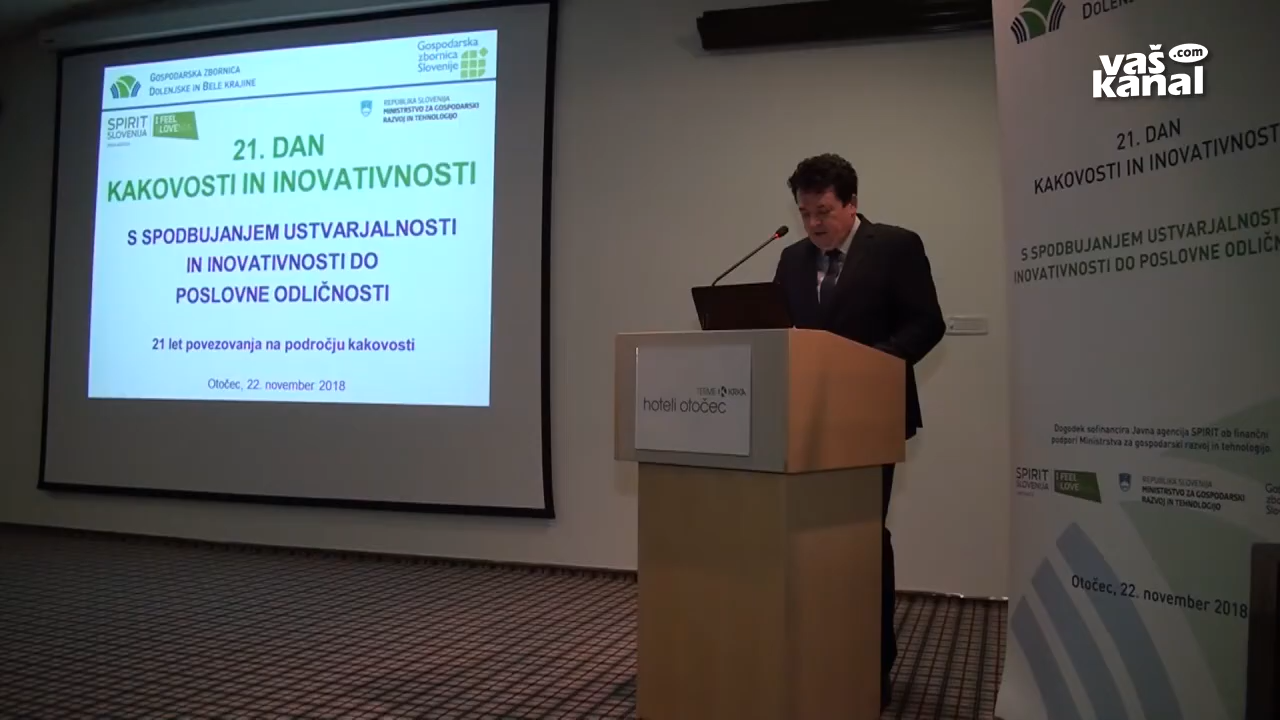 GOSPODARSKA ZBORNICA
DOLENJSKE IN BELE KRAJINE
Gospodarska
zbornica
Slovenije
SPIRIT
SLOVENIJA
I FEEL
SLOVENIA
REPUBLIKA SLOVENIJA
MINISTRSTVO ZA GOSPODARSKI
RAZVOJ IN TEHNOLOGIJO
21. DAN
KAKOVOSTI IN INOVATIVNOSTI
S SPODBUJANJEM USTVARJALNOSTI
IN INOVATIVNOSTI DO
POSLOVNE ODLIČNOSTI
21 let povezovanja na področju kakovosti
Otočec, 22. november 2018
TERME KRKA
hoteli otočec
vaš
.com
kanal
21. DAN
KAKOVOSTI IN INOVATIVNOST
S SPODBUJANJEM USTVARJALNOST
INOVATIVNOSTI DO POSLOVNE ODLIČN
Dogodek sofinancira Javna agencija SPIRIT ob finančni
podpori Ministrstva za gospodarski razvoj in tehnologijo.
SPIRIT
SLOVENIJA
I FEEL
LOVE
REPUBLIKA SLOVENIJA
MINISTRSTVO ZA GOSPODARSKI
RAZVOJ IN TEHNOLOGIJO
Otočec, 22. november 2018